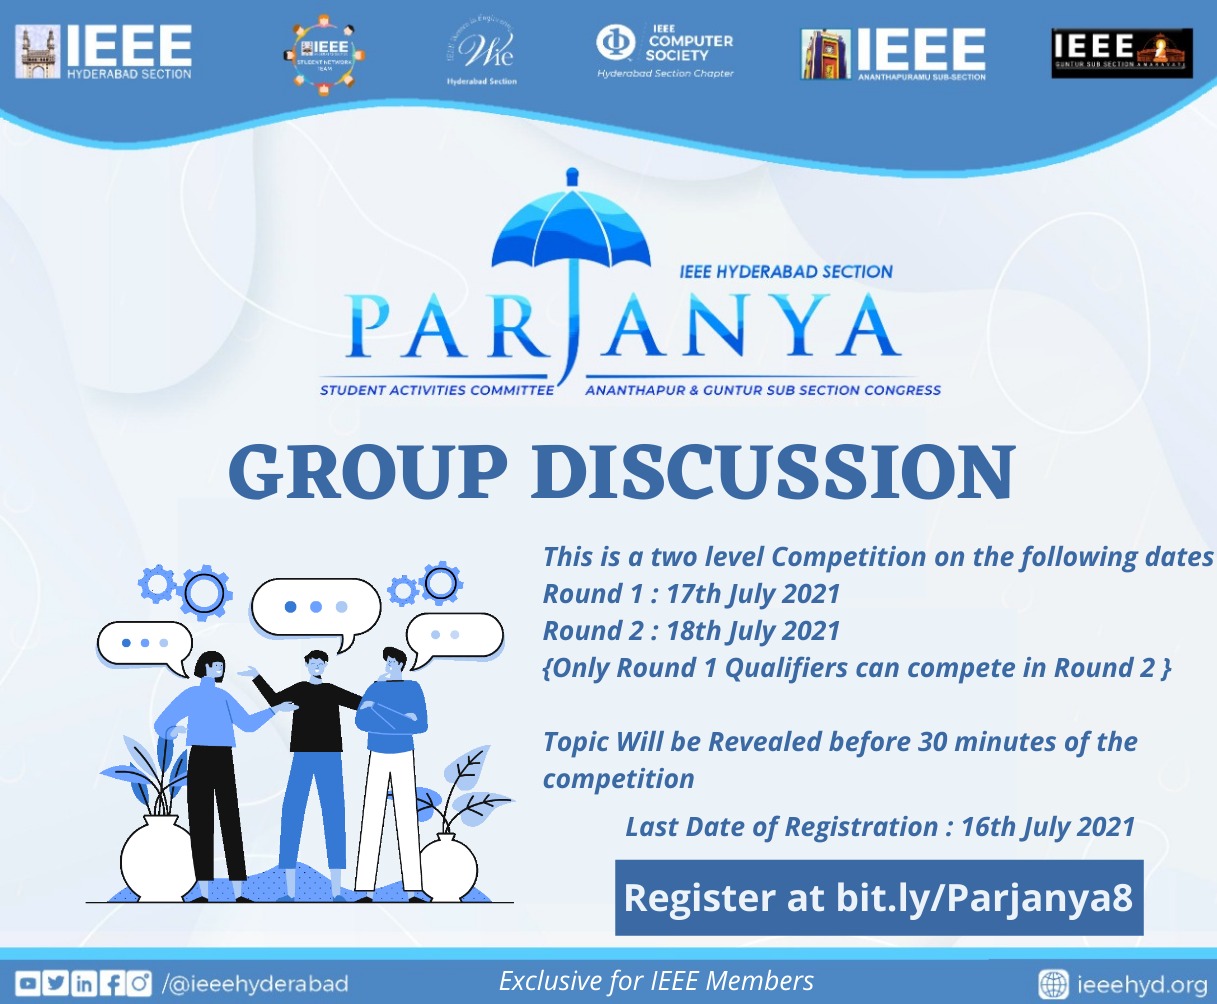 IEEE
HYDERABAD SECTION
IEEE
STUDENT NETWORK
TEAM
IEEE Women in Engineering
Wie
Hyderabad Section
IEEE
COMPUTER
SOCIETY
Hyderabad Section Chapter
IEEE
ANANTHAPURAMU SUB-SECTION
IEEE
GUNTUR SUB SECTION AMARAVATI
IEEE HYDERABAD SECTION
PARJANYA
STUDENT ACTIVITIES COMMITTEE ANANTHAPUR & GUNTUR SUB SECTION CONGRESS
GROUP DISCUSSION
This is a two level Competition on the following dates
Round 1 : 17th July 2021
Round 2 : 18th July 2021
{Only Round 1 Qualifiers can compete in Round 2 }
Topic Will be Revealed before 30 minutes of the
competition
Last Date of Registration : 16th July 2021
Register at bit.ly/Parjanya8
/@ieeehyderabad
Exclusive for IEEE Members
ieeehyd.org